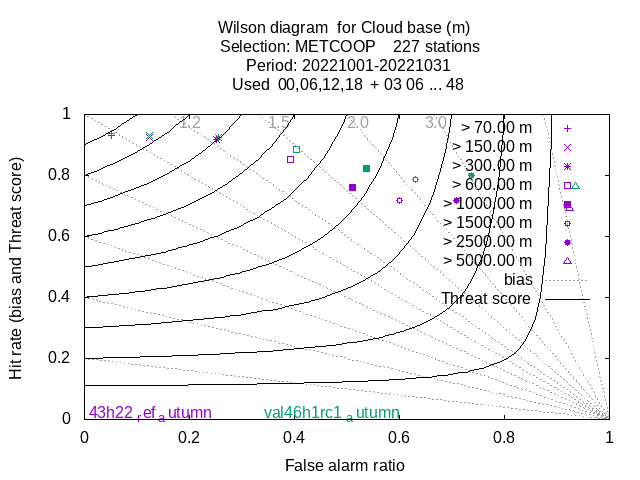 Wilson diagram for Cloud base (m)
Selection: METCOOP 227 stations
Period: 20221001-20221031
Used 00,06,12,18 + 03 06 ... 48
1.2
1.5
2.0
3.0
> 70.00 m
> 150.00 m
> 300.00 m
> 600.00 m
> 1000.00 m
> 1500.00 m
> 2500.00 m
> 5000.00 m
bias
Threat score
1
0.8
0.6
0.4
0.2
0
Hit rate (bias and Threat score)
43h22ref autumn val46h1rc1 autumn
0 0.2 0.4 0.6 0.8 1
False alarm ratio